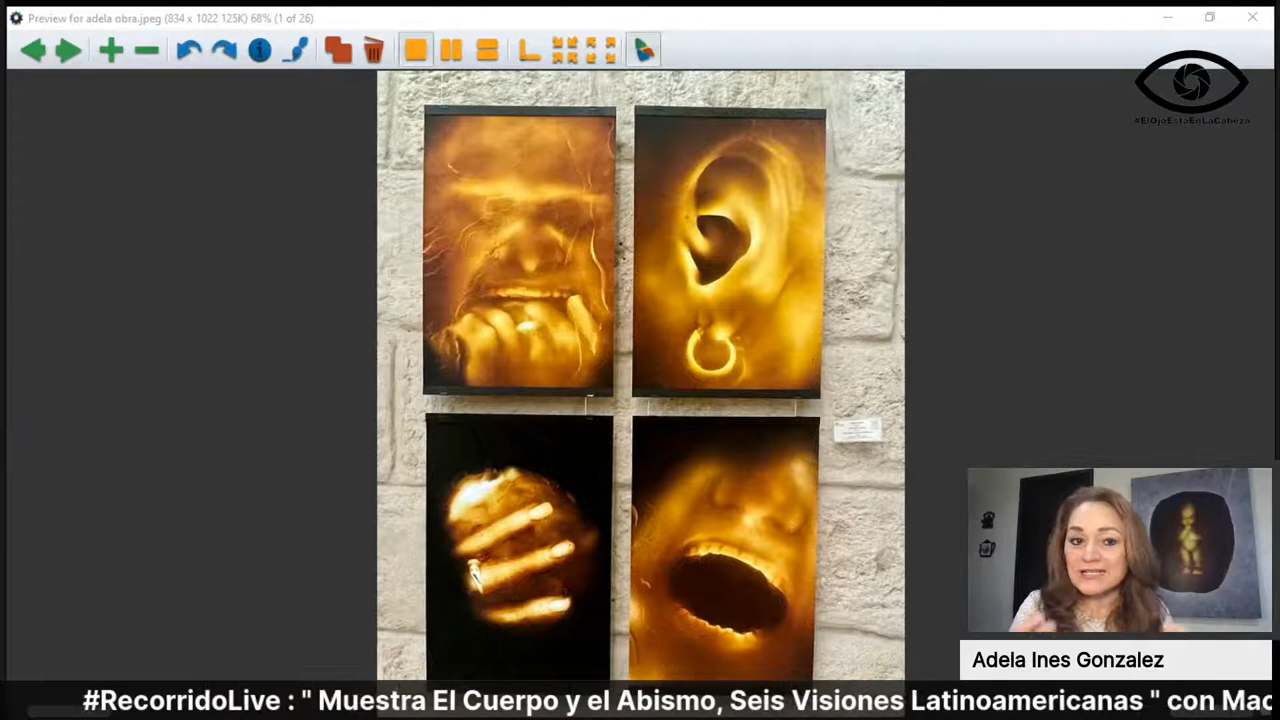 Preview for adela obra.jpeg (834 x 1022 125K) 68% (1 of 26)
#ElOjoEstaEnLaCabeza
Adela Ines Gonzalez
#RecorridoLive : " Muestra El Cuerpo y el Abismo, Seis Visiones Latinoamericanas " con Mac